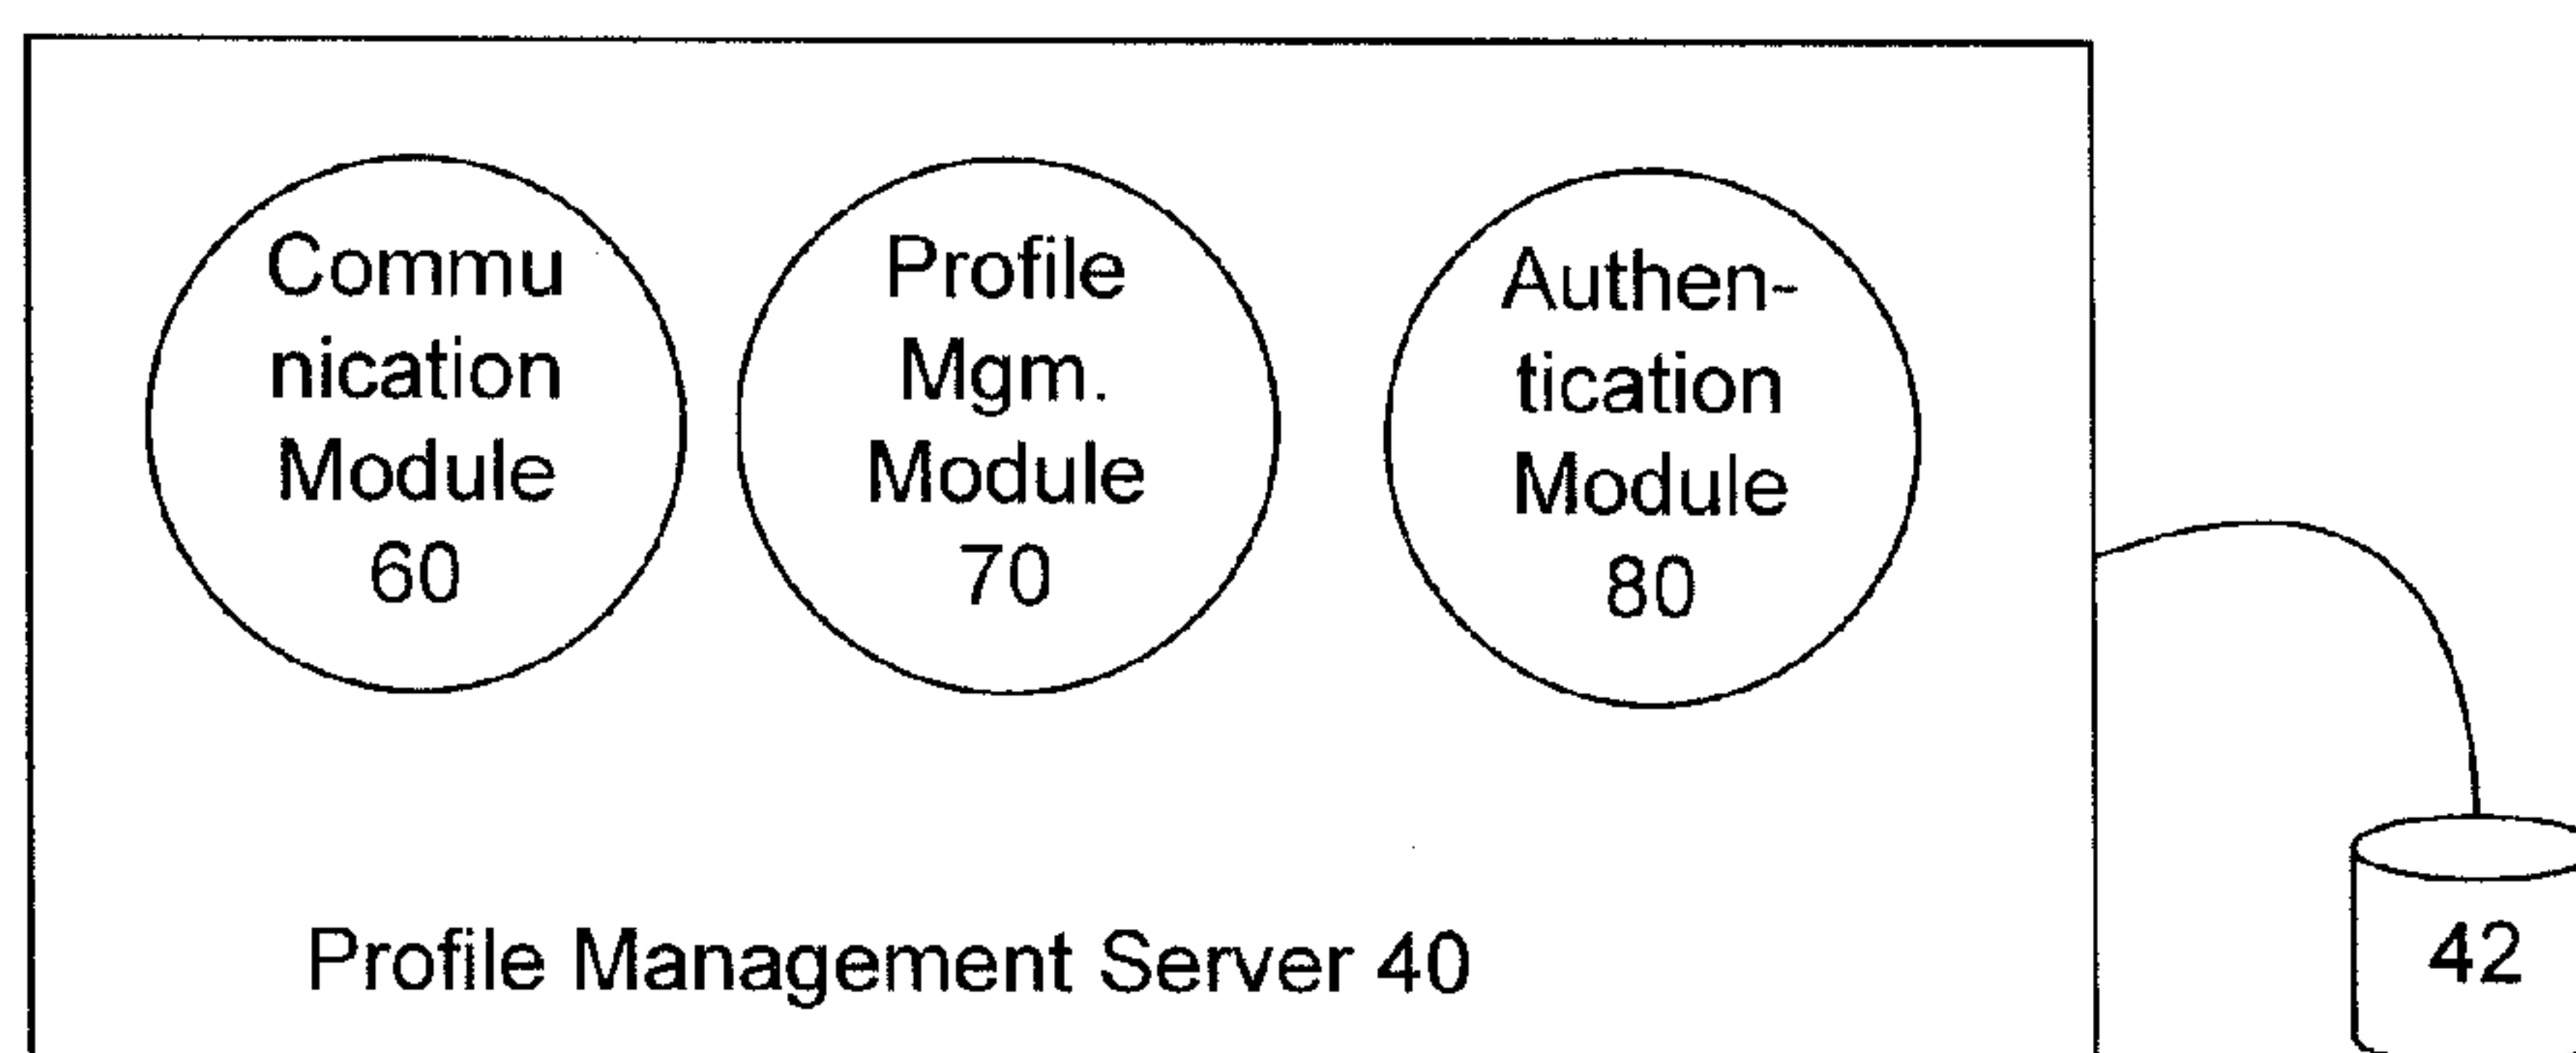 Commu
nication
Module
60
Profile
Mgm.
Module
70
Authen-
tication
Module
80
Profile Management Server 40
42